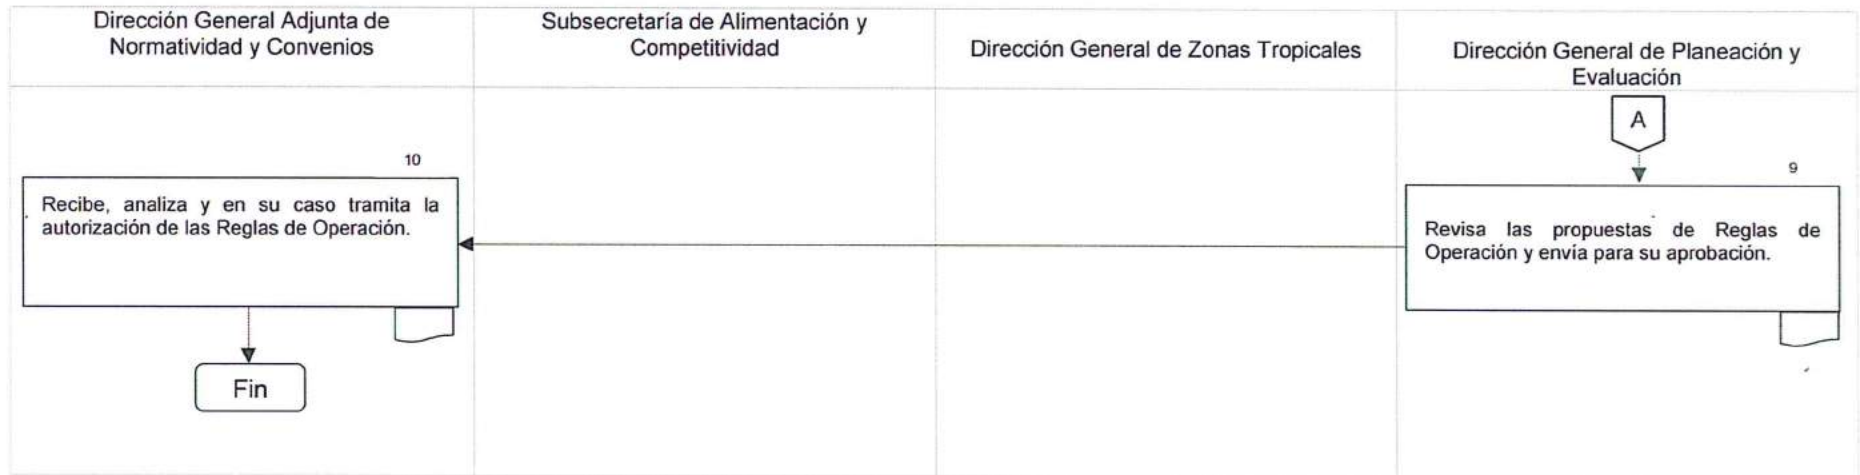 Dirección General Adjunta de
Normatividad y Convenios
Subsecretaría de Alimentación y
Competitividad
Dirección General de Zonas Tropicales
Dirección General de Planeación y
Evaluación
A
9
Revisa las propuestas de Reglas de
Operación y envía para su aprobación.
10
Recibe, analiza y en su caso tramita la
autorización de las Reglas de Operación.
Fin